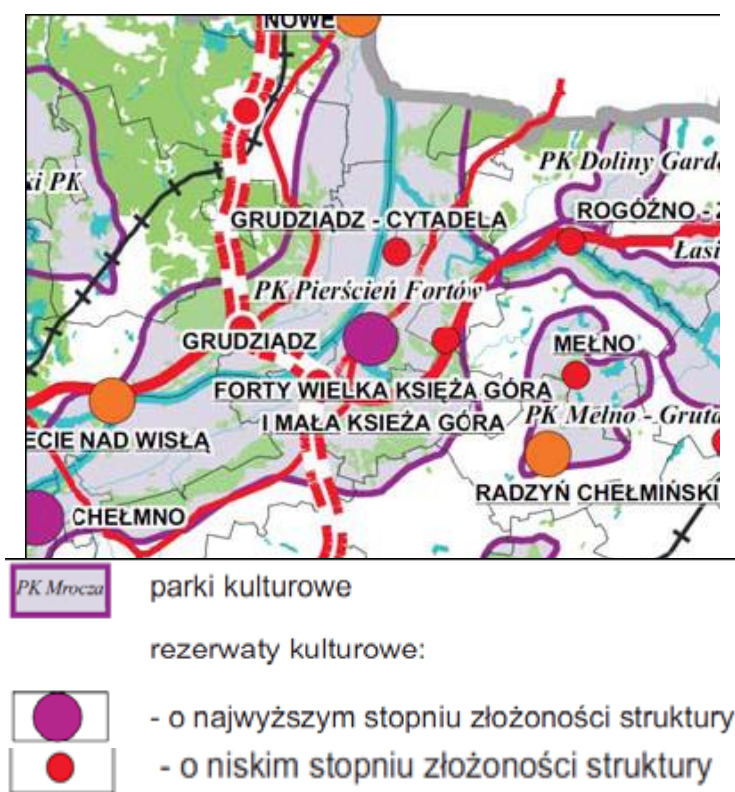 NOWE
PK Doliny Gard
ki PK
GRUDZIĄDZ - CYTADELA
ROGÓŹNO -
Łasi
PK Pierścień Fortów
GRUDZIĄDZ
MEŁNO
FORTY WIELKA KSIĘŻA GÓRA
I MAŁA KSIEŻA GÓRA
PK Mełno - Gruta
ECIE NAD WISŁĄ
RADZYŃ CHEŁMIŃSKI
CHEŁMNO
PK Mrocza
parki kulturowe
rezerwaty kulturowe:
- o najwyższym stopniu złożoności struktury
- o niskim stopniu złożoności struktury